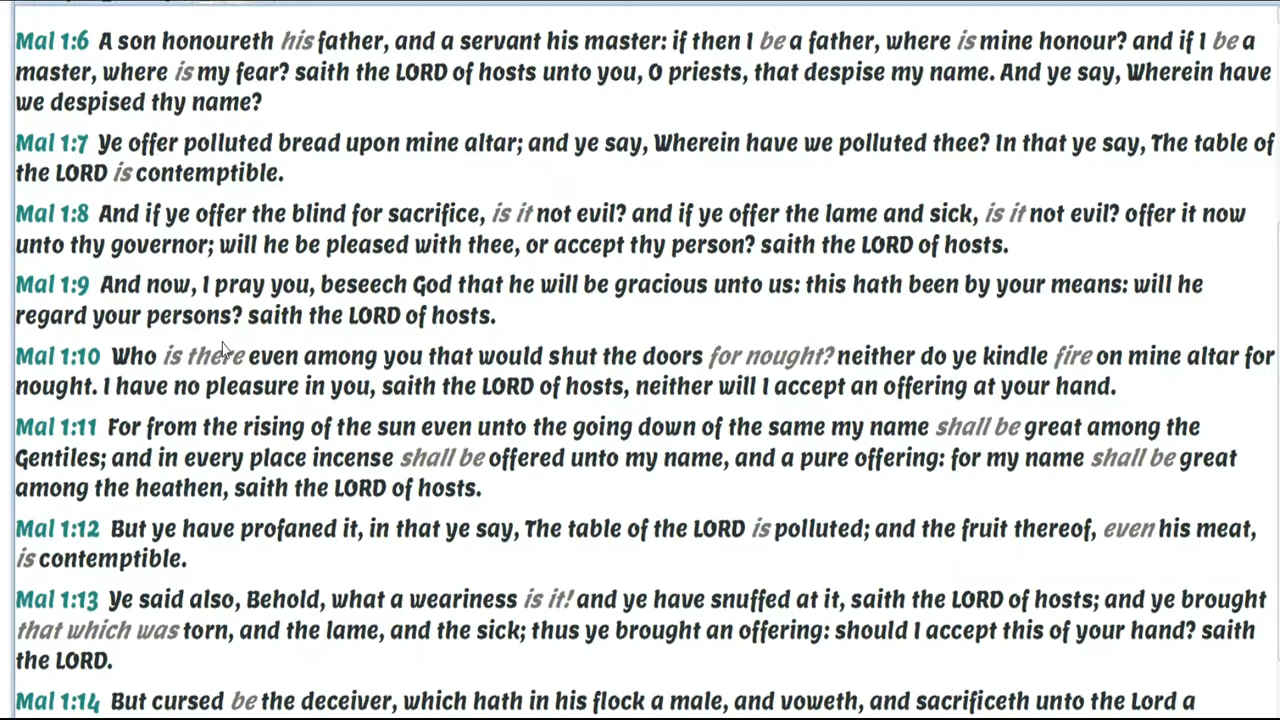 Mal 1:6 A son honoureth his father, and a servant his master: if then I be a father, where is mine honour? and if I be a
master, where is my fear? saith the LORD of hosts unto you, O priests, that despise my name. And ye say, Wherein have
we despised thy name?
Mal 1:7 Ye offer polluted bread upon mine altar; and ye say, Wherein have we polluted thee? In that ye say, The table of
the LORD is contemptible.
Mal 1:8 And if ye offer the blind for sacrifice, is it not evil? and if ye offer the lame and sick, is it not evil? offer it now
unto thy governor; will he be pleased with thee, or accept thy person? saith the LORD of hosts.
Mal 1:9 And now, I pray you, beseech God that he will be gracious unto us: this hath been by your means: will he
regard your persons? saith the LORD of hosts.
Mal 1:10 Who is there even among you that would shut the doors for nought? neither do ye kindle fire on mine altar for
nought. I have no pleasure in you, saith the LORD of hosts, neither will I accept an offering at your hand.
Mal 1:11 For from the rising of the sun even unto the going down of the same my name shall be great among the
Gentiles; and in every place incense shall be offered unto my name, and a pure offering: for my name shall be great
among the heathen, saith the LORD of hosts.
Mal 1:12 But ye have profaned it, in that ye say, The table of the LORD is polluted; and the fruit thereof, even his meat,
is contemptible.
Mal 1:13 Ye said also, Behold, what a weariness is it! and ye have snuffed at it, saith the LORD of hosts; and ye brought
that which was torn, and the lame, and the sick; thus ye brought an offering: should I accept this of your hand? saith
the LORD.
Mal 1:14 But cursed be the deceiver, which hath in his flock a male, and voweth, and sacrificeth unto the Lord a